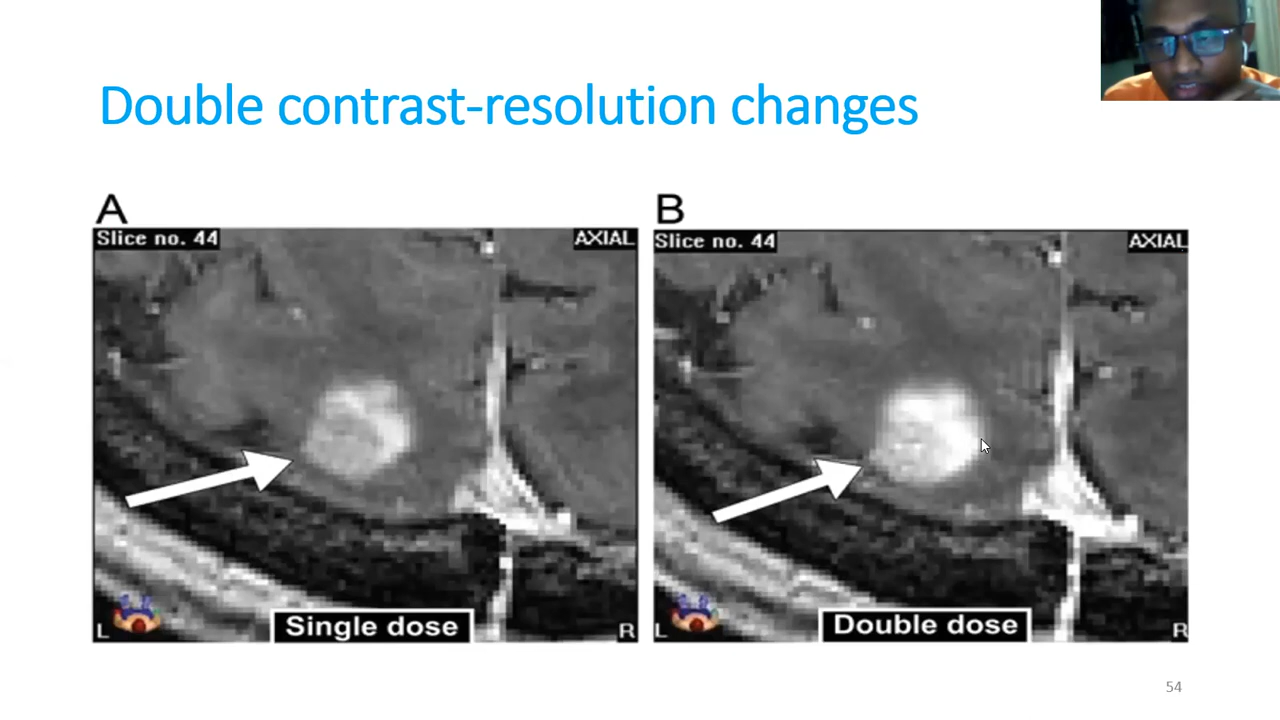 Double contrast-resolution changes
A
B
Slice no. 44
AXIAL
Slice no. 44
AXIAL
L
Single dose
R
L
Double dose
R
54